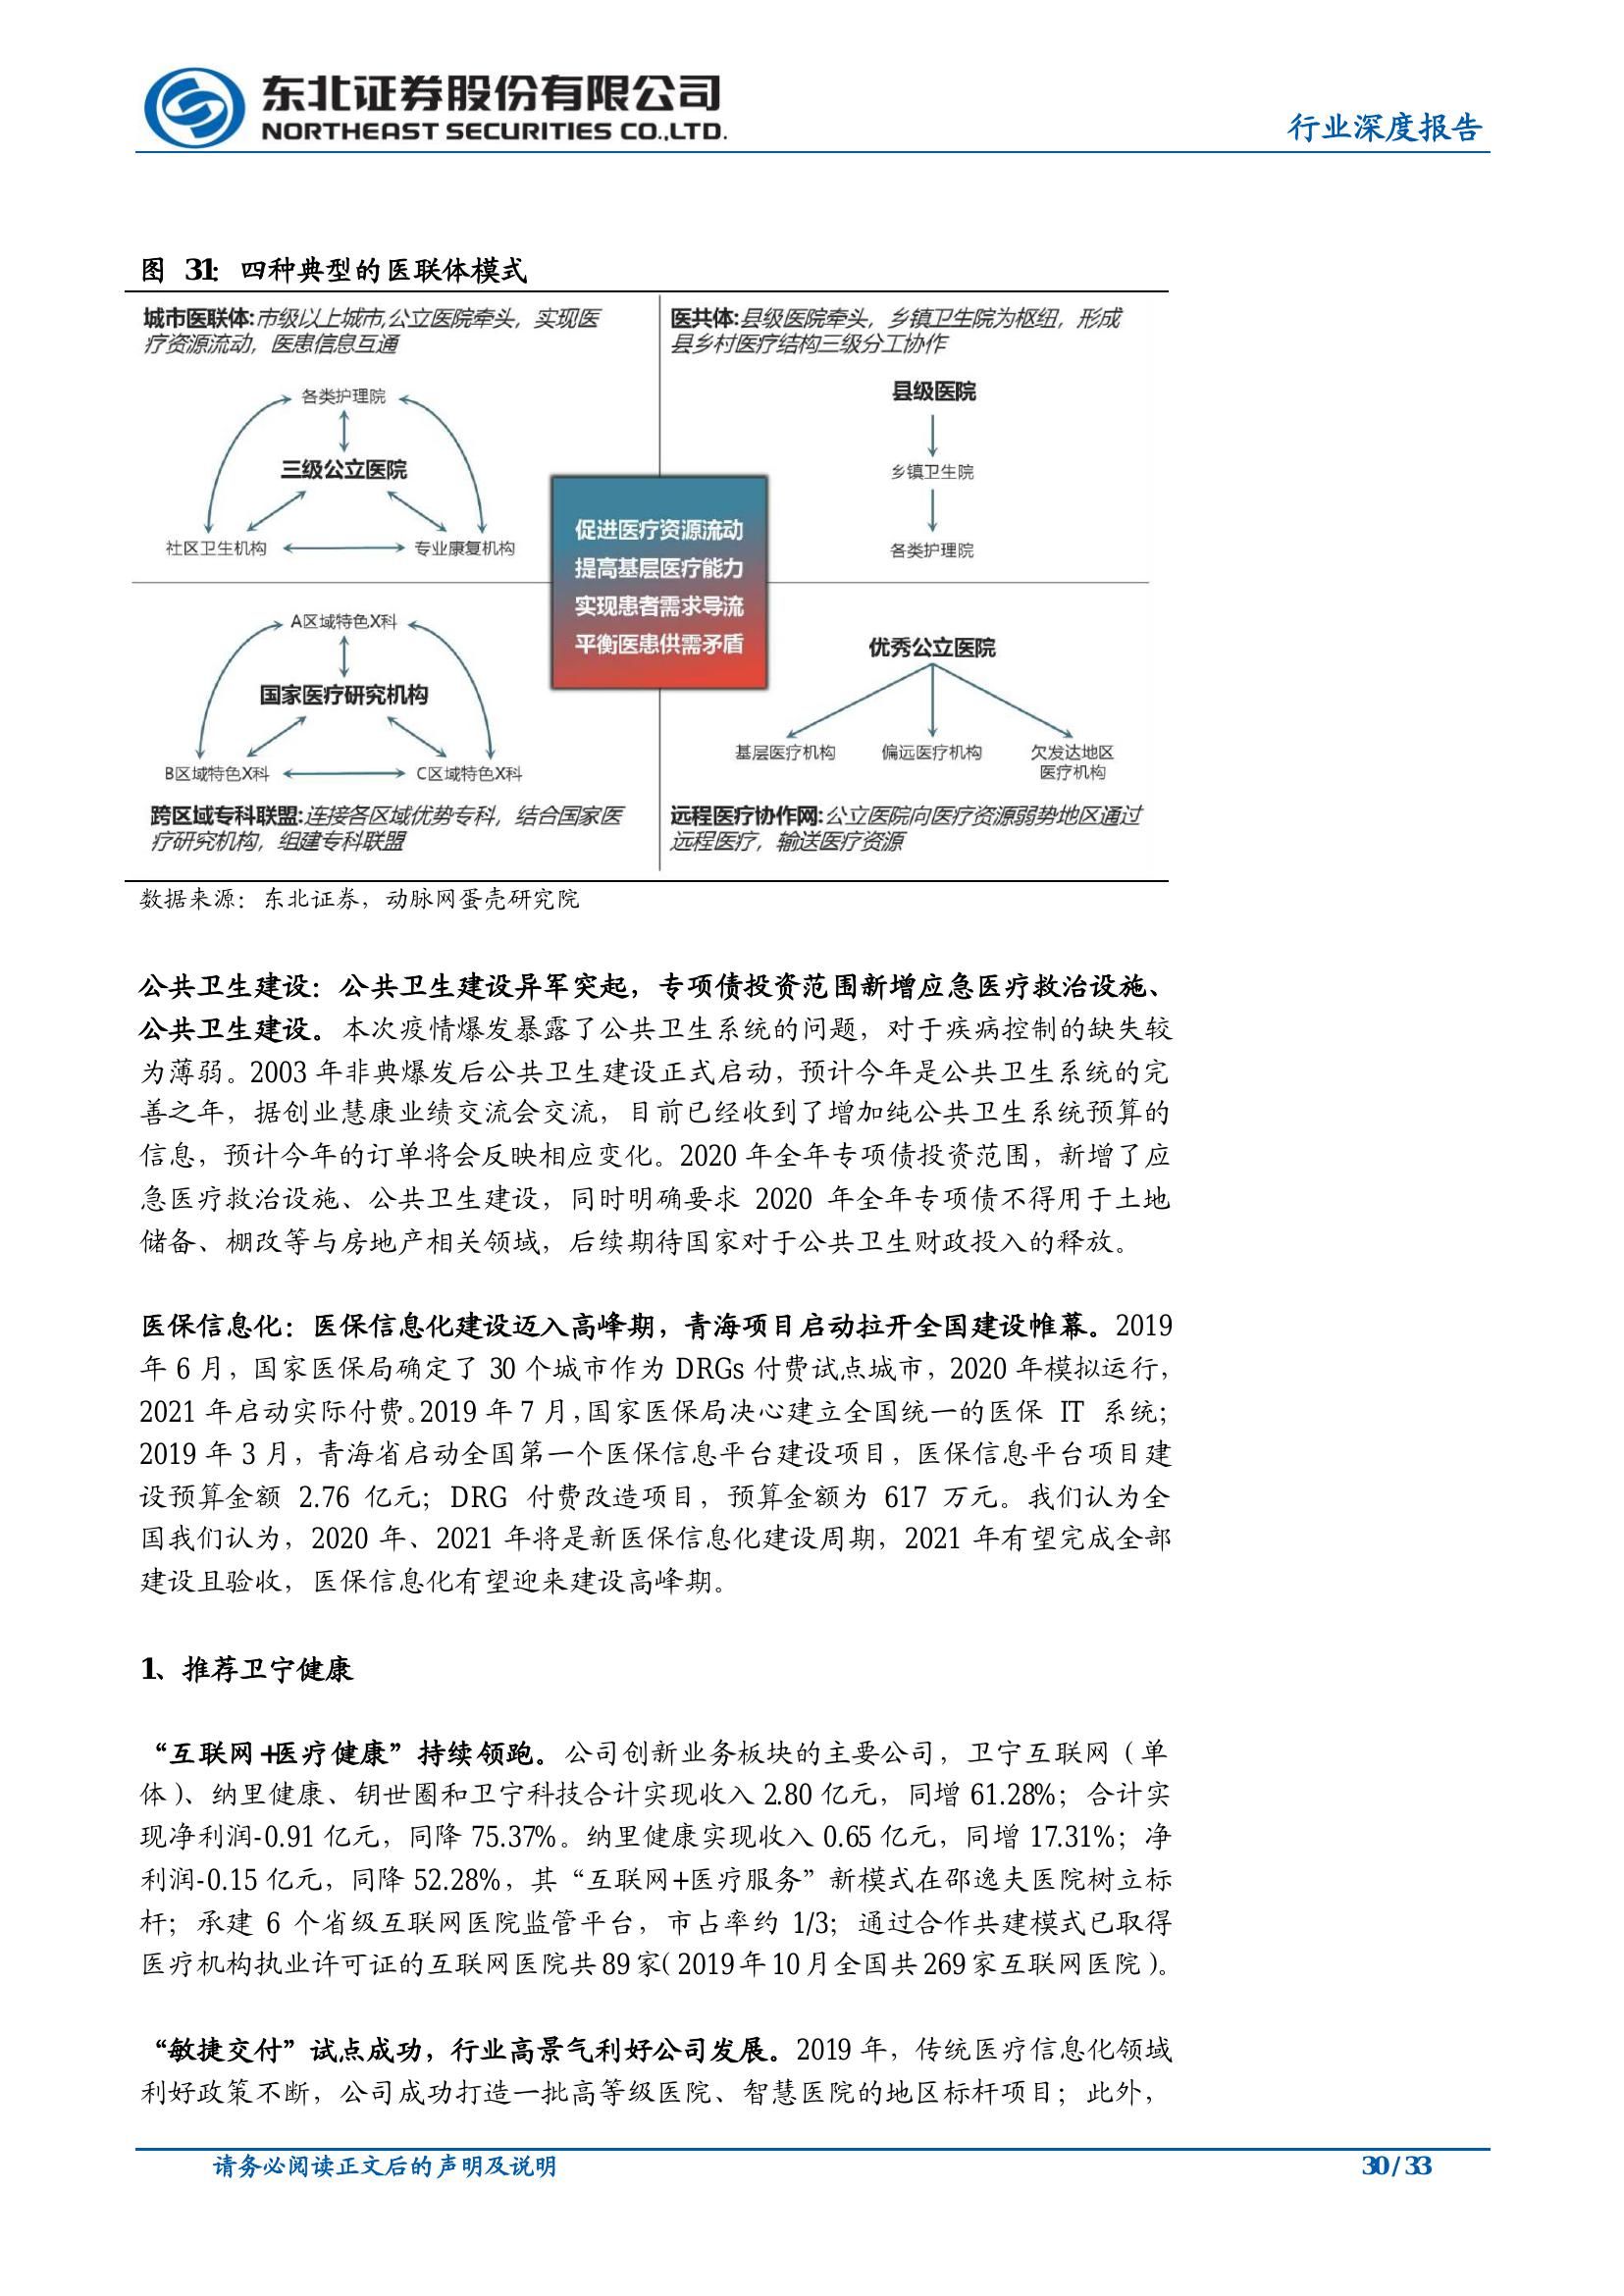 东北证券股份有限公司
NORTHEAST SECURITIES CO.,LTD.
行业深度报告
图 31：四种典型的医联体模式
城市医联体:市级以上城市,公立医院牵头，实现医
疗资源流动，医患信息互通
各类护理院
三级公立医院
社区卫生机构
专业康复机构
医共体:县级医院牵头，乡镇卫生院为枢纽，形成
县乡村医疗结构三级分工协作
县级医院
乡镇卫生院
各类护理院
促进医疗资源流动
提高基层医疗能力
实现患者需求导流
平衡医患供需矛盾
A区域特色X科
国家医疗研究机构
B区域特色X科
C区域特色X科
跨区域专科联盟:连接各区域优势专科，结合国家医
疗研究机构，组建专科联盟
优秀公立医院
基层医疗机构
偏远医疗机构
欠发达地区
医疗机构
远程医疗协作网:公立医院向医疗资源弱势地区通过
远程医疗，输送医疗资源
数据来源：东北证券，动脉网蛋壳研究院
公共卫生建设：公共卫生建设异军突起，专项债投资范围新增应急医疗救治设施、
公共卫生建设。本次疫情爆发暴露了公共卫生系统的问题，对于疾病控制的缺失较
为薄弱。2003 年非典爆发后公共卫生建设正式启动，预计今年是公共卫生系统的完
善之年，据创业慧康业绩交流会交流，目前已经收到了增加纯公共卫生系统预算的
信息，预计今年的订单将会反映相应变化。2020 年全年专项债投资范围，新增了应
急医疗救治设施、公共卫生建设，同时明确要求 2020 年全年专项债不得用于土地
储备、棚改等与房地产相关领域，后续期待国家对于公共卫生财政投入的释放。
医保信息化：医保信息化建设迈入高峰期，青海项目启动拉开全国建设帷幕。2019
年 6 月，国家医保局确定了 30 个城市作为 DRGs 付费试点城市，2020 年模拟运行，
2021 年启动实际付费。2019 年 7 月，国家医保局决心建立全国统一的医保 IT 系统；
2019 年 3 月，青海省启动全国第一个医保信息平台建设项目，医保信息平台项目建
设预算金额 2.76 亿元；DRG 付费改造项目，预算金额为 617 万元。我们认为全
国我们认为，2020 年、2021 年将是新医保信息化建设周期，2021 年有望完成全部
建设且验收，医保信息化有望迎来建设高峰期。
1、推荐卫宁健康
“互联网+医疗健康”持续领跑。公司创新业务板块的主要公司，卫宁互联网（单
体）、纳里健康、钥世圈和卫宁科技合计实现收入 2.80 亿元，同增 61.28%；合计实
现净利润-0.91 亿元，同降 75.37%。纳里健康实现收入 0.65 亿元，同增 17.31%；净
利润-0.15 亿元，同降 52.28%，其“互联网+医疗服务”新模式在邵逸夫医院树立标
杆；承建 6 个省级互联网医院监管平台，市占率约 1/3；通过合作共建模式已取得
医疗机构执业许可证的互联网医院共 89 家（2019 年 10 月全国共 269 家互联网医院）。
“敏捷交付”试点成功，行业高景气利好公司发展。2019 年，传统医疗信息化领域
利好政策不断，公司成功打造一批高等级医院、智慧医院的地区标杆项目；此外，
请务必阅读正文后的声明及说明
30 / 33